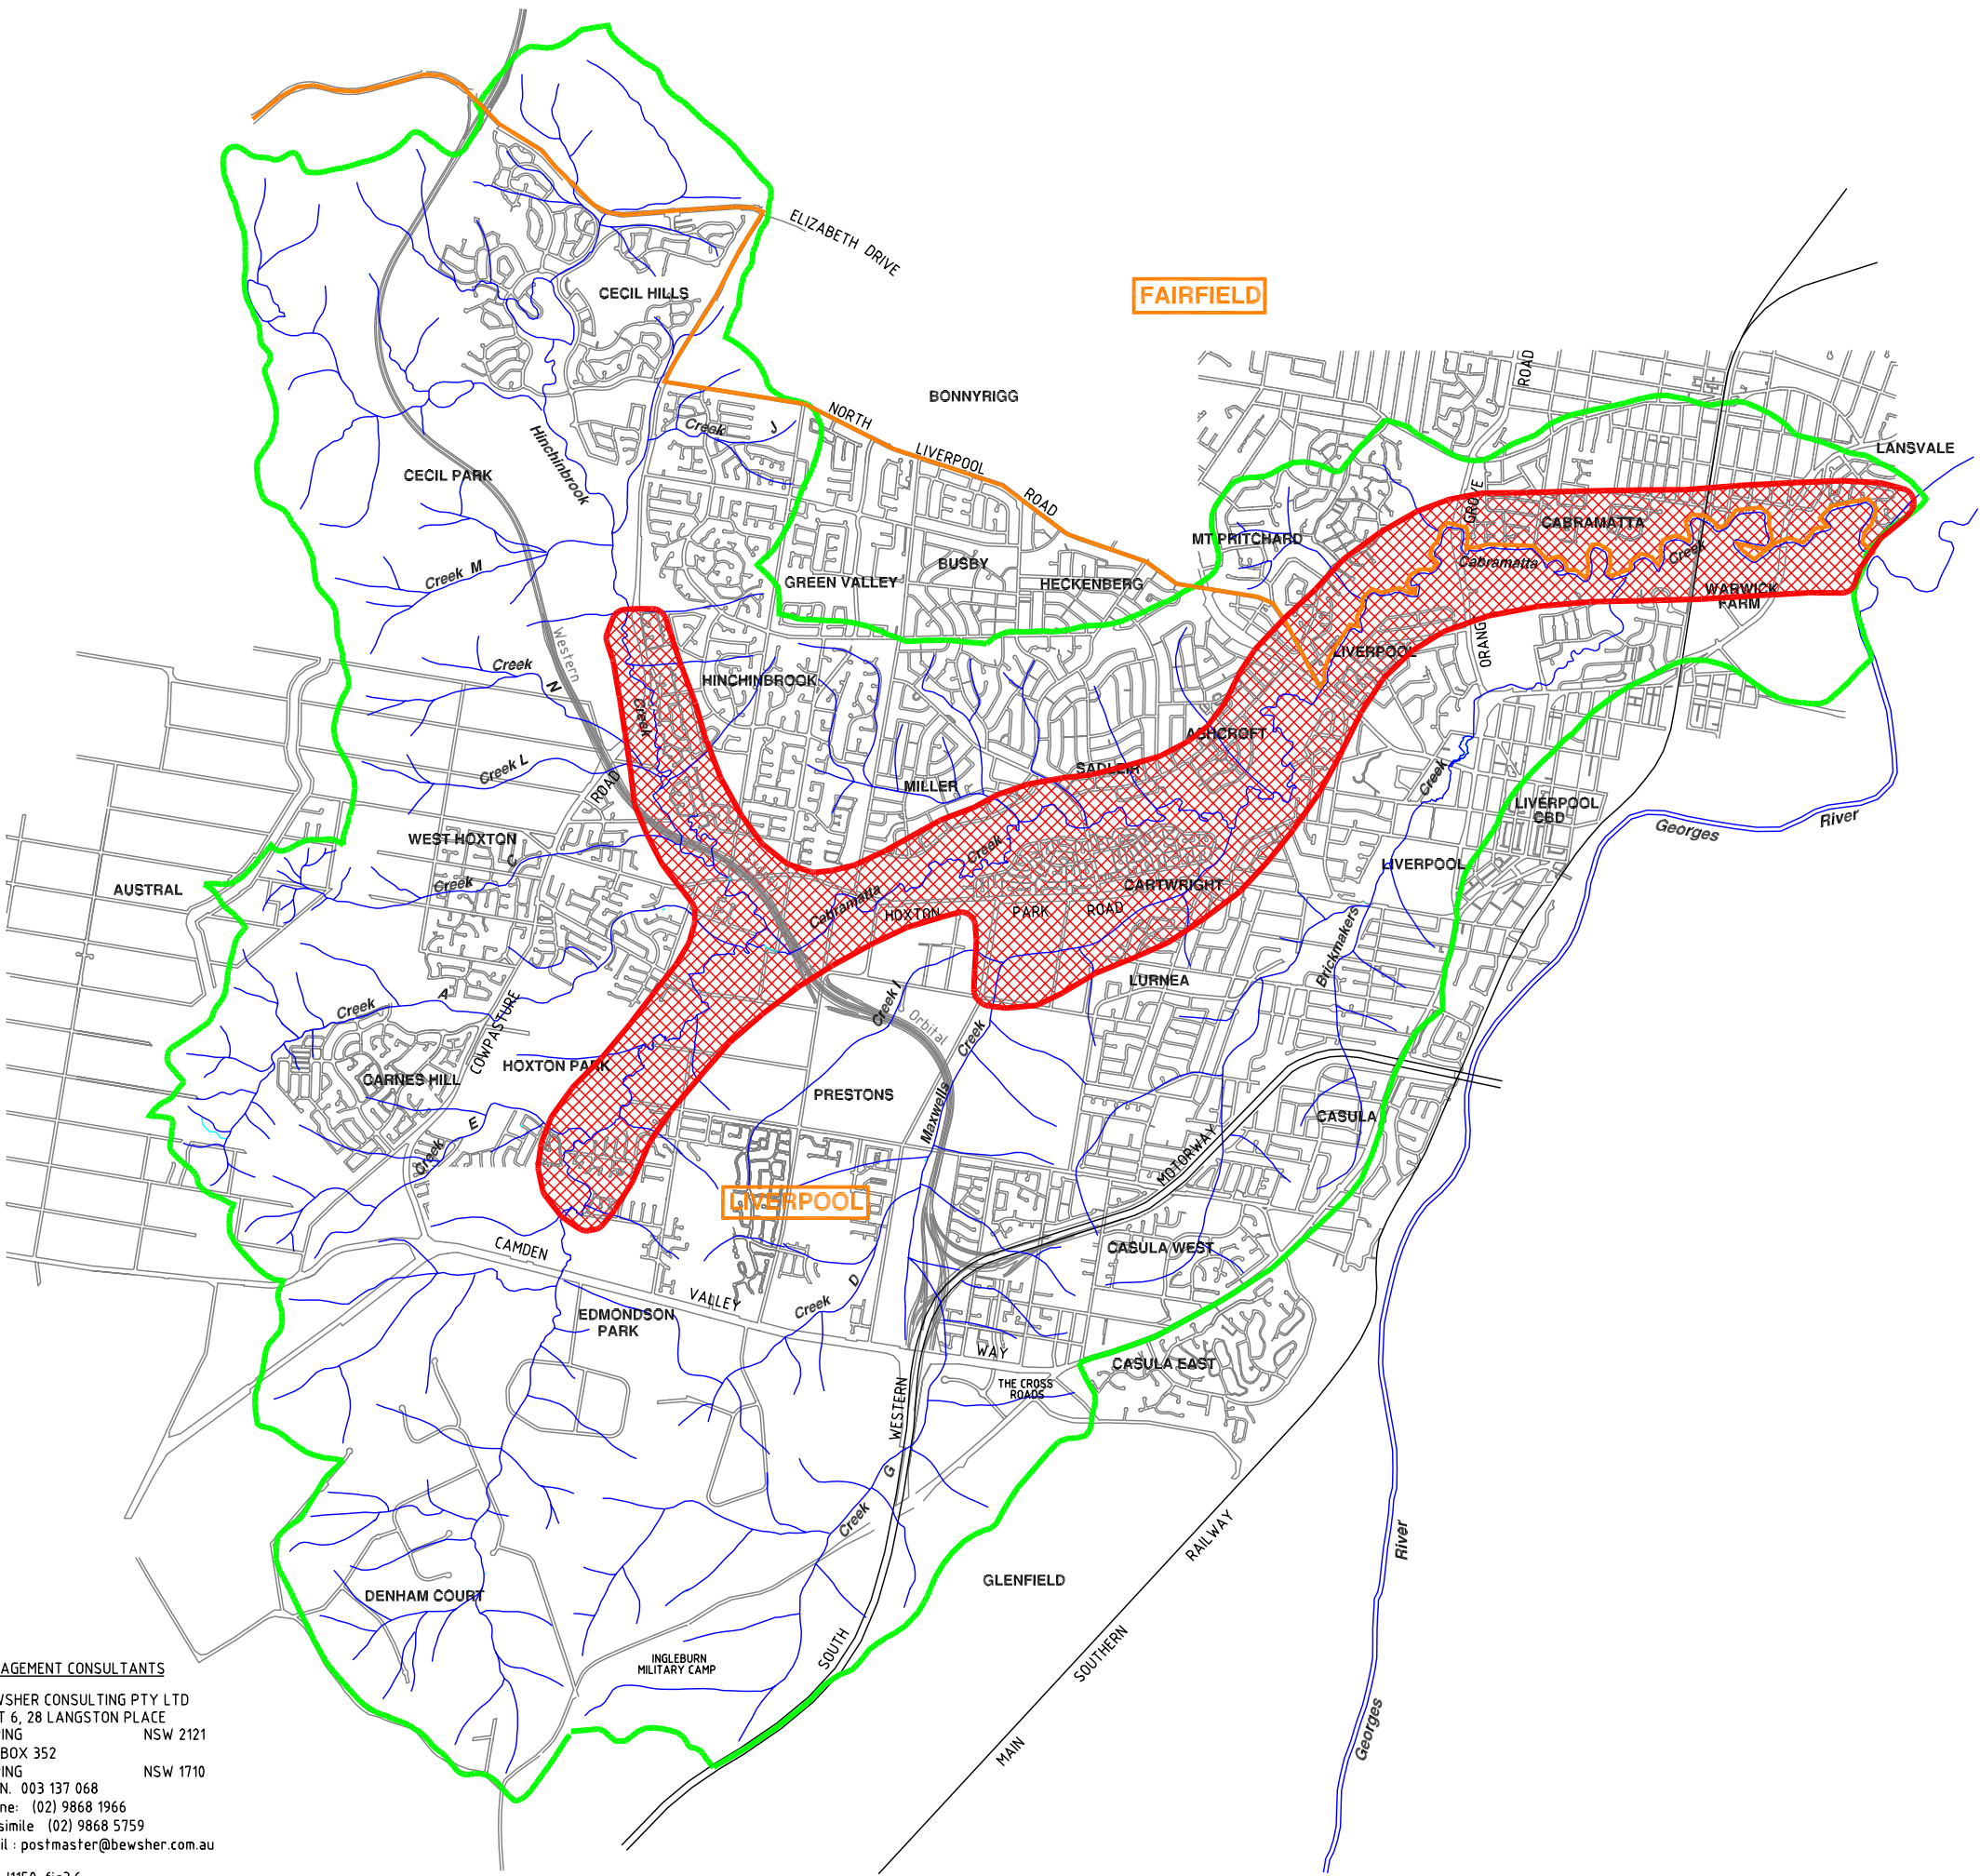 ELIZABETH DRIVE
FAIRFIELD
CECIL HILLS
BONNYRIGG
ROAD
NORTH
LIVERPOOL
ROAD
Creek J
LANSVALE
Hinchinbrook
CECIL PARK
GROVE
CABRAMATTA
MT PRITCHARD
Creek
Cabramatta
BUSBY
GREEN VALLEY
HECKENBERG
Creek M
WARWICK
FARM
Western
ORANG
LIVERPOOL
Creek
N
HINCHINBROOK
Creek
ASHCROFT
SADLEIR
Creek L
ROAD
MILLER
Creek
LIVERPOOL
CBD
Georges
River
WEST HOXTON
Creek C
Creek
LIVERPOOL
AUSTRAL
Cabramatta
CARTWRIGHT
HOXTON
PARK
ROAD
Brickmakers
LURNEA
Creek A
COWPASTURE
Creek I
Orbital
Creek
HOXTON PARK
CARNES HILL
PRESTONS
Maxwells
CASULA
Creek E
MOTORWAY
LIVERPOOL
CAMDEN
CASULA WEST
VALLEY
Creek D
EDMONDSON
PARK
WAY
CASULA EAST
THE CROSS
ROADS
WESTERN
G
Creek
River
RAILWAY
GLENFIELD
DENHAM COURT
SOUTH
INGLEBURN
MILITARY CAMP
SOUTHERN
MAIN
Georges
AGEMENT CONSULTANTS
WSHER CONSULTING PTY LTD
T 6, 28 LANGSTON PLACE
PING NSW 2121
BOX 352
PING NSW 1710
N. 003 137 068
ne: (02) 9868 1966
simile (02) 9868 5759
il : postmaster@bewsher.com.au